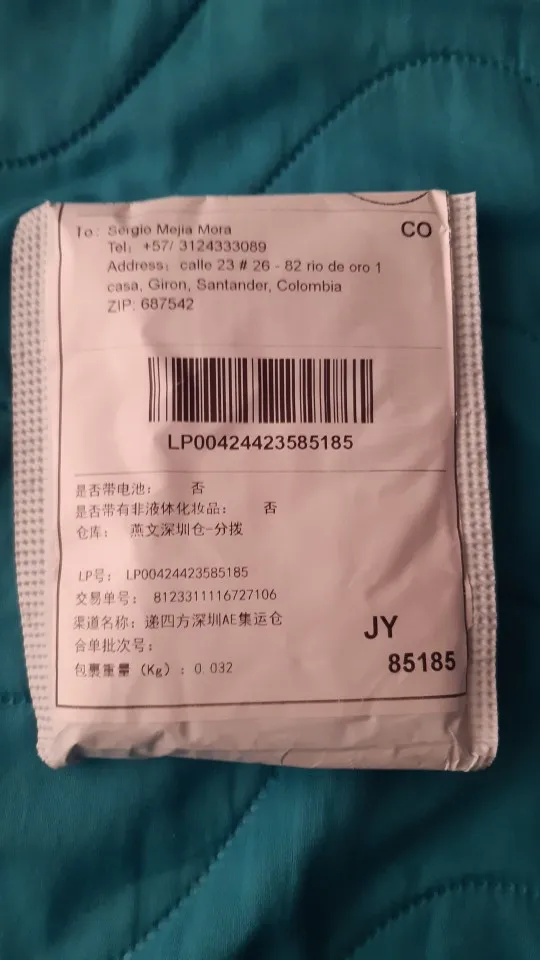 To: Sergio Mejia Mora
CO
Tel: +57/ 3124333089
Address: calle 23 # 26 - 82 rio de oro 1
casa, Giron, Santander, Colombia
ZIP: 687542
LP00424423585185
是否带电池: 否
是否带有非液体化妆品: 否
仓库: 燕文深圳仓-分拨
LP号: LP00424423585185
交易单号: 8123311116727106
渠道名称: 递四方深圳AE集运仓
JY
合单批次号:
85185
包裹重量 (Kg) : 0.032